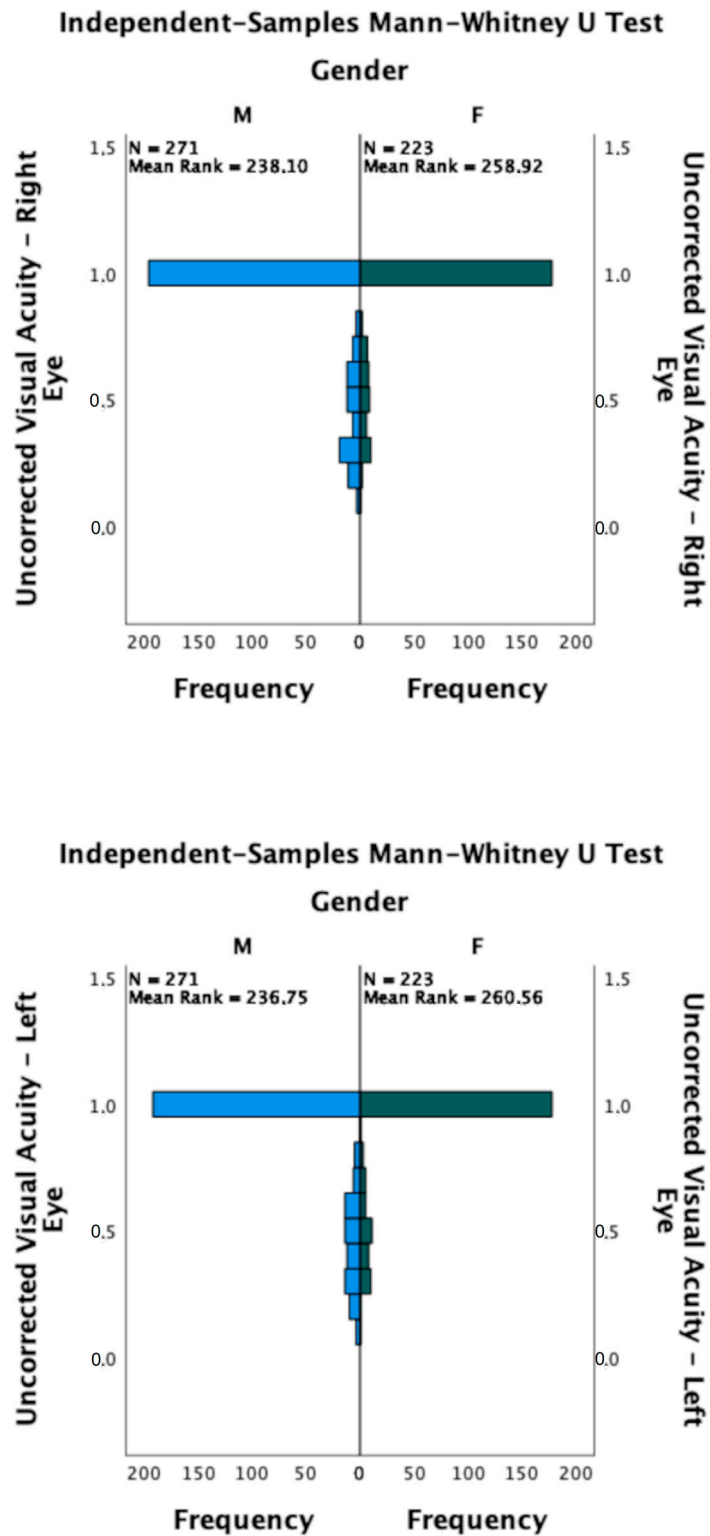 Independent-Samples Mann-Whitney U Test
Gender
M
F
Uncorrected Visual Acuity - Right
Eye
1.5
1.0
0.5
0.0
N = 271
Mean Rank = 238.10
N = 223
Mean Rank = 258.92
1.5
1.0
0.5
0.0
Uncorrected Visual Acuity - Right
Eye
200 150 100 50 0 50 100 150 200
Frequency
Frequency
Independent-Samples Mann-Whitney U Test
Gender
M
F
Uncorrected Visual Acuity - Left
Eye
1.5
1.0
0.5
0.0
N = 271
Mean Rank = 236.75
N = 223
Mean Rank = 260.56
1.5
1.0
0.5
0.0
Uncorrected Visual Acuity - Left
Eye
200 150 100 50 0 50 100 150 200
Frequency
Frequency